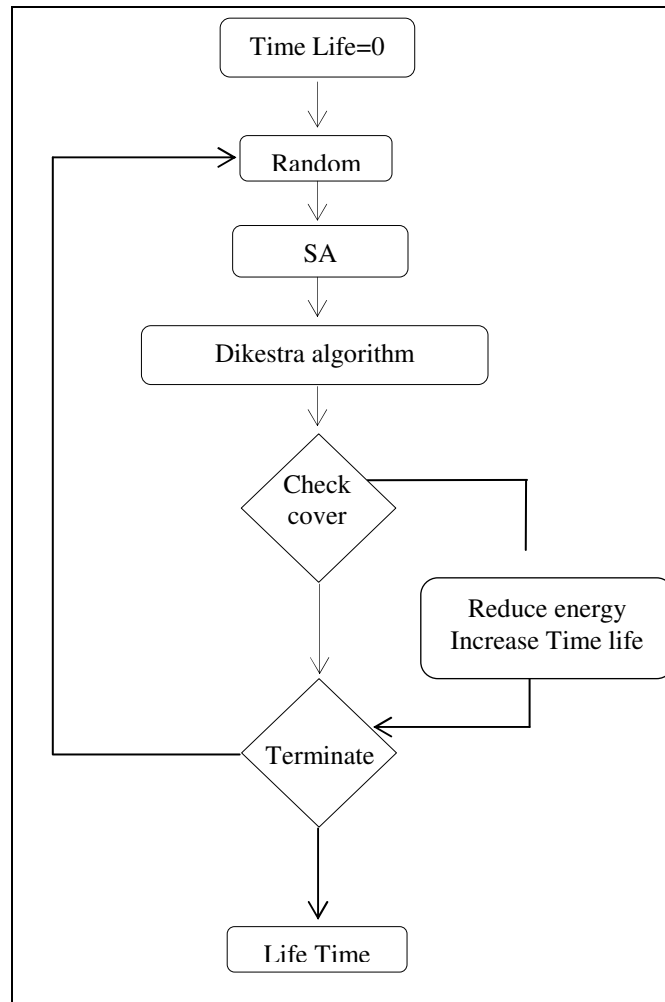 Time Life=0
Random
SA
Dikestra algorithm
Check
cover
Reduce energy
Increase Time life
Terminate
Life Time